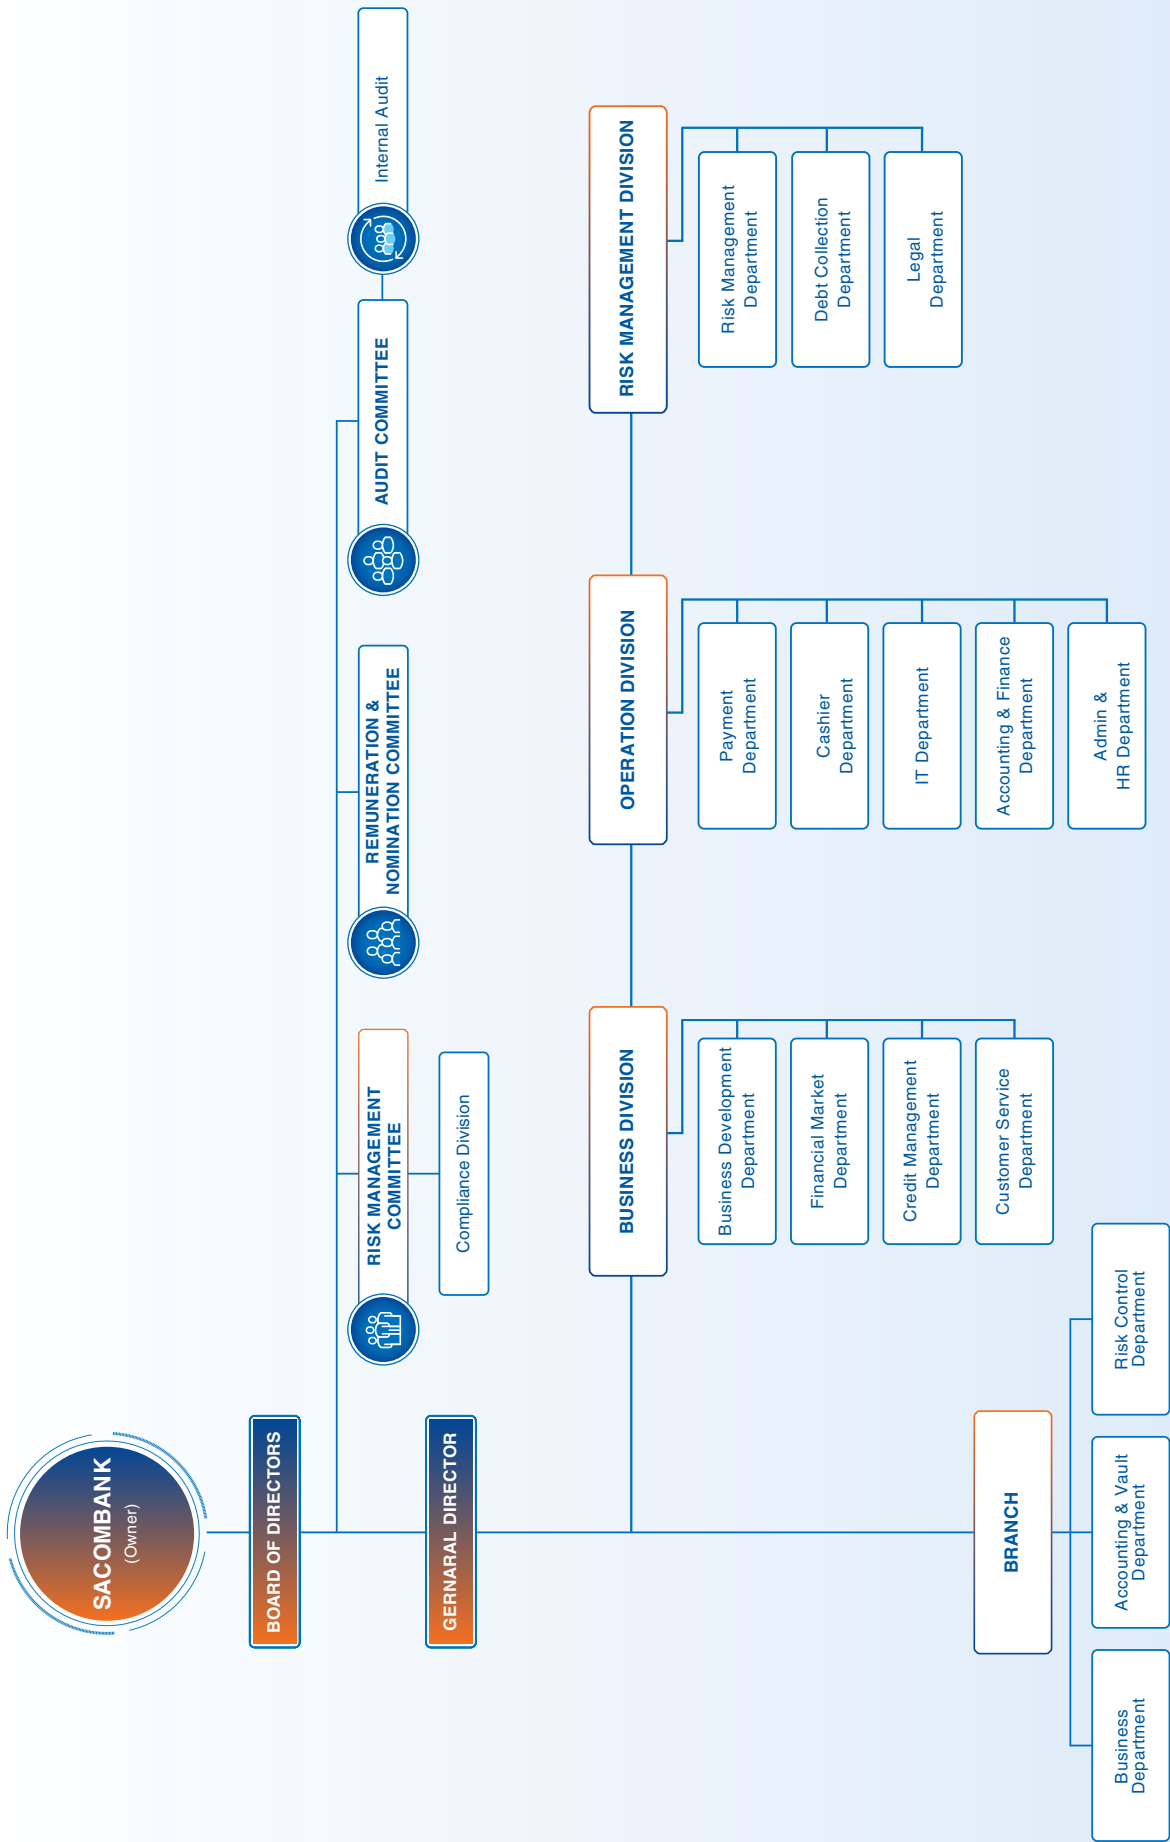 SACOMBANK
(Owner)
BOARD OF DIRECTORS
RISK MANAGEMENT
COMMITTEE
REMUNERATION &
NOMINATION COMMITTEE
AUDIT COMMITTEE
Internal Audit
GERNARAL DIRECTOR
Compliance Division
BUSINESS DIVISION
OPERATION DIVISION
RISK MANAGEMENT DIVISION
Business Development
Department
Financial Market
Department
Credit Management
Department
Customer Service
Department
Payment
Department
Cashier
Department
IT Department
Accounting & Finance
Department
Admin &
HR Department
Risk Management
Department
Debt Collection
Department
Legal
Department
BRANCH
Business
Department
Accounting & Vault
Department
Risk Control
Department